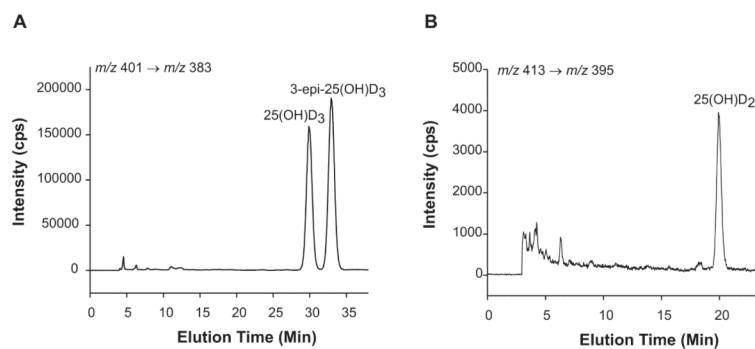 A
m/z 401 → m/z 383
3-epi-25(OH)D3
25(OH)D3
200000
150000
100000
50000
0
Intensity (cps)
0 5 10 15 20 25 30 35
Elution Time (Min)
B
m/z 413 → m/z 395
25(OH)D2
5000
4000
3000
2000
1000
0
Intensity (cps)
0 5 10 15 20
Elution Time (Min)